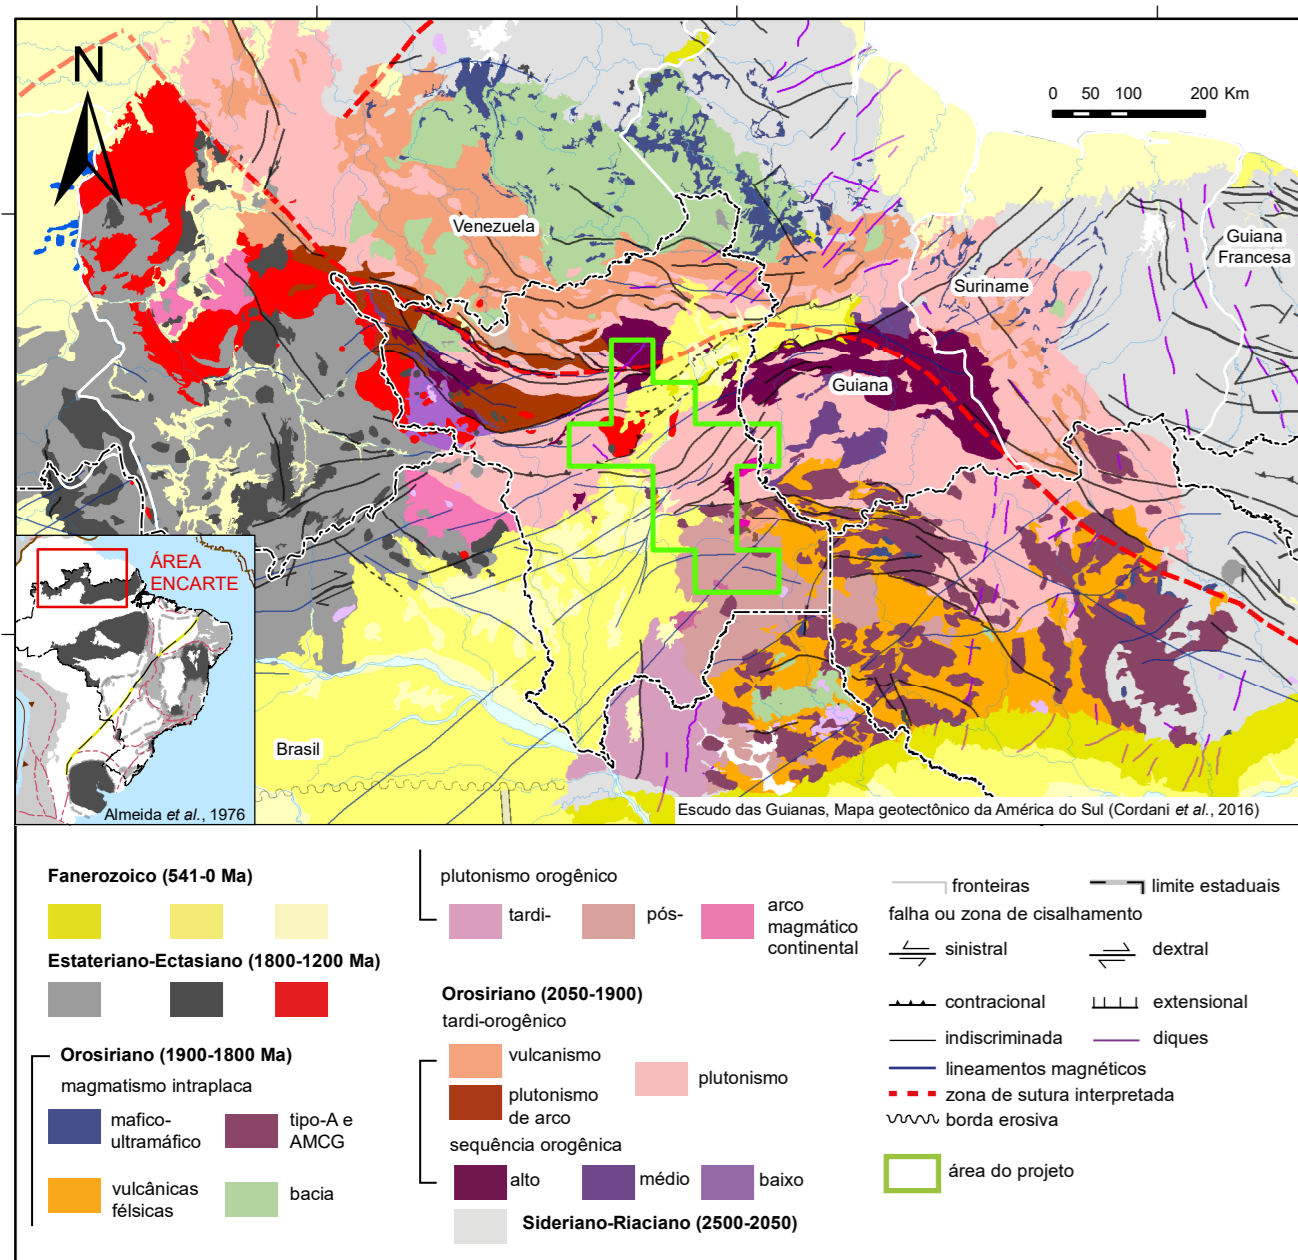 N
0 50 100 200 Km
Venezuela
Guiana
Francesa
Suriname
Guiana
ÁREA
ENCARTE
Brasil
Almeida et al., 1976
Escudo das Guianas, Mapa geotectônico da América do Sul (Cordani et al., 2016)
Fanerozoico (541-0 Ma)
Estateriano-Ectasiano (1800-1200 Ma)
Orosiriano (1900-1800 Ma)
magmatismo intraplaca
mafico-
ultramáfico
tipo-A e
AMCG
vulcânicas
félsicas
bacia
plutonismo orogênico
tardi-
pós-
arco
magmático
continental
Orosiriano (2050-1900)
tardi-orogênico
vulcanismo
plutonismo
plutonismo
de arco
sequência orogênica
alto
médio
baixo
Sideriano-Riaciano (2500-2050)
fronteiras
limite estaduais
falha ou zona de cisalhamento
sinistral
dextral
contracional
extensional
indiscriminada
diques
lineamentos magnéticos
zona de sutura interpretada
borda erosiva
área do projeto